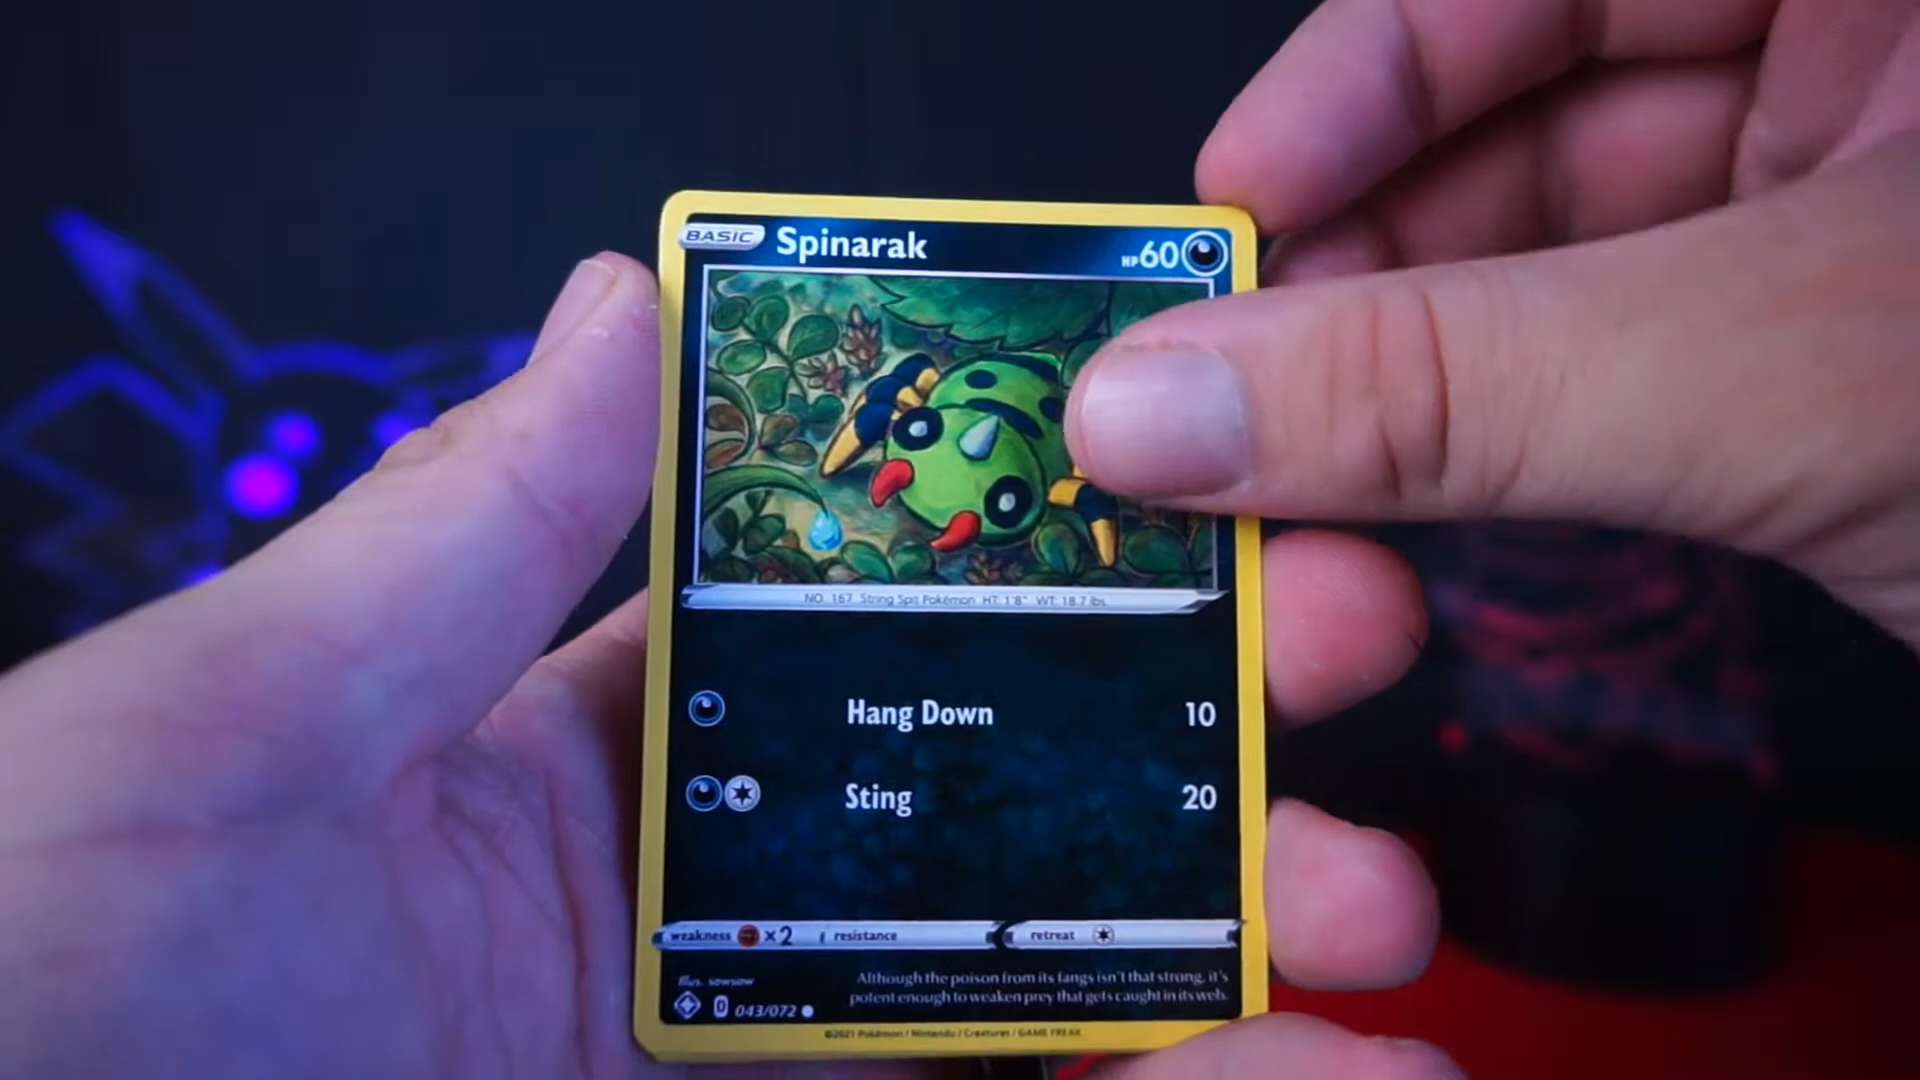 BASIC Spinarak HP 60
NO. 167 String Spit Pokémon HT: 1'8" WT: 18.7 lbs.
Hang Down 10
Sting 20
weakness ×2 resistance retreat
Illus. sowsow
Although the poison from its fangs isn't that strong, it's
potent enough to weaken prey that gets caught in its web.
D 043/072
©2021 Pokémon / Nintendo / Creatures / GAME FREAK